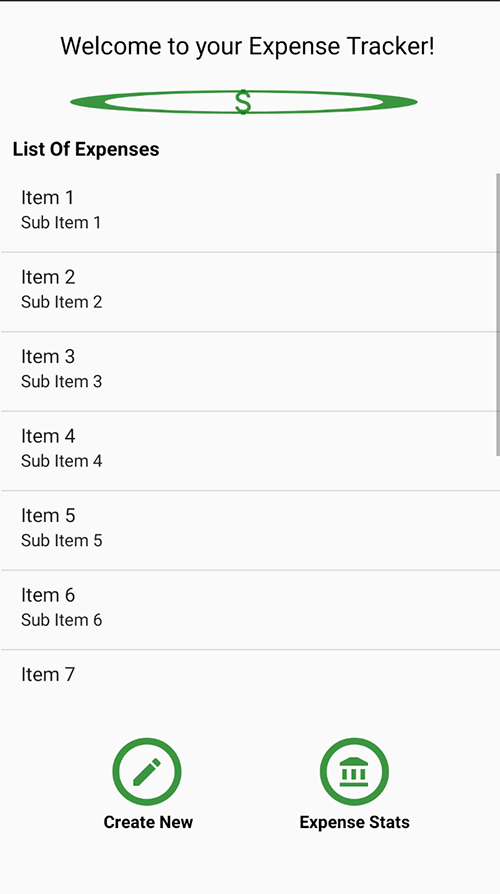 Welcome to your Expense Tracker!
$
List Of Expenses
Item 1
Sub Item 1
Item 2
Sub Item 2
Item 3
Sub Item 3
Item 4
Sub Item 4
Item 5
Sub Item 5
Item 6
Sub Item 6
Item 7
Create New
Expense Stats